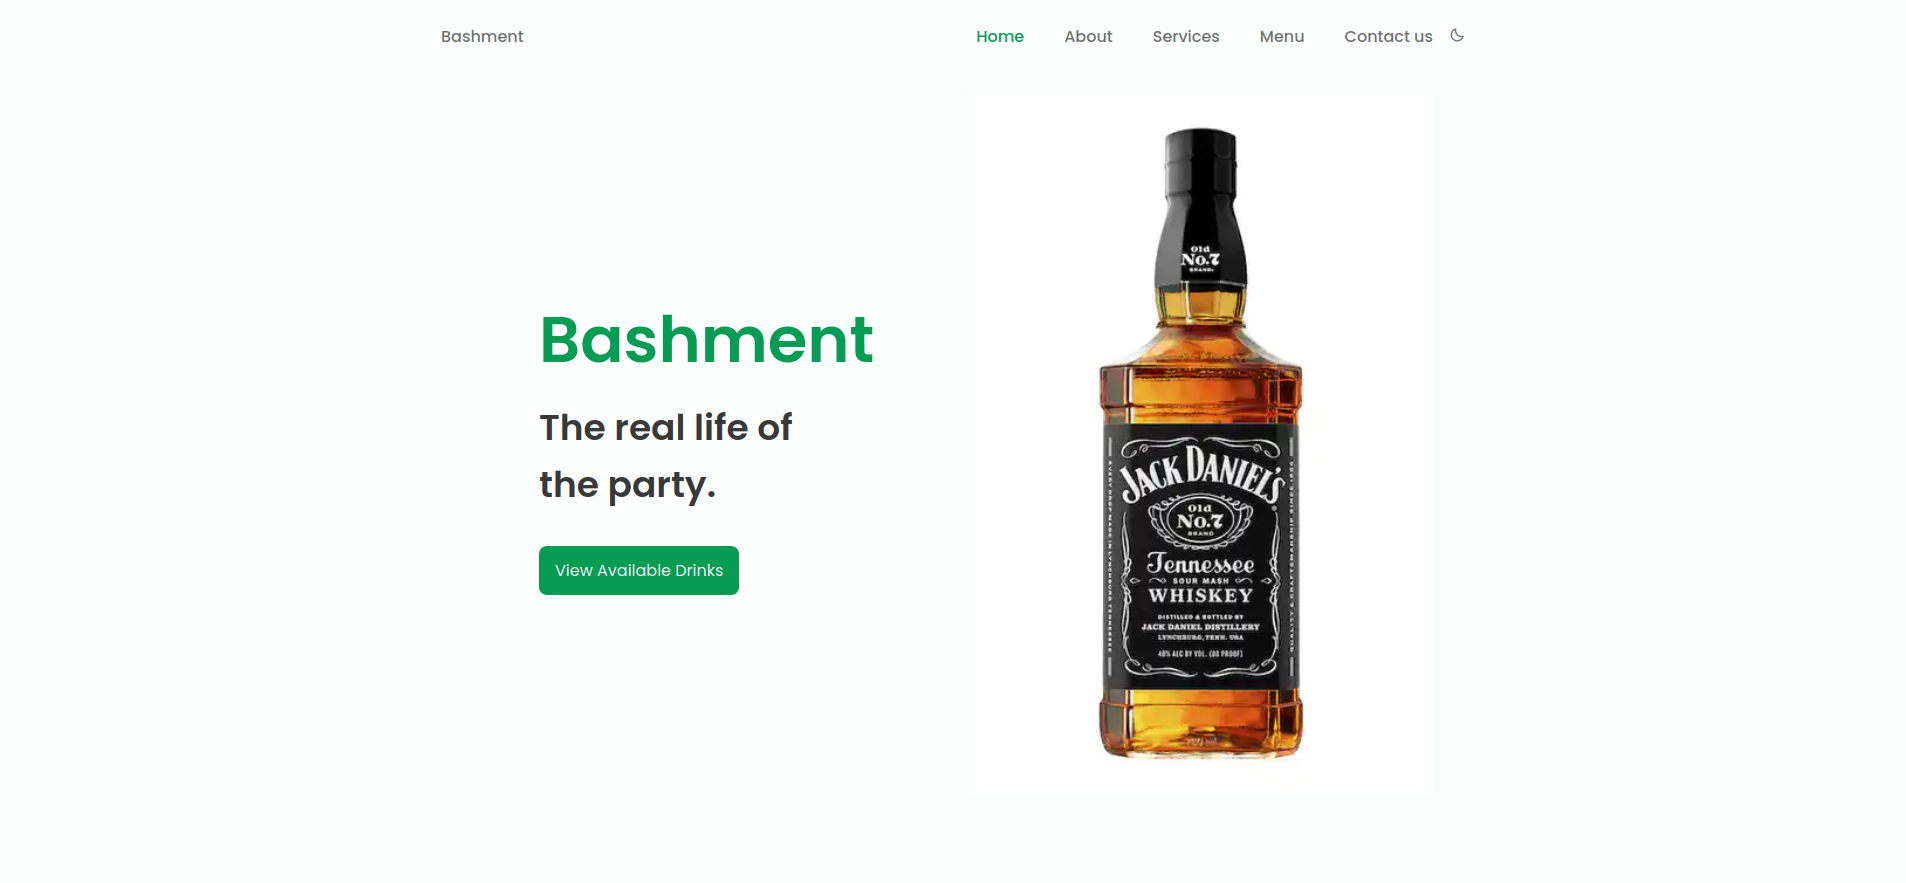 Bashment
Home About Services Menu Contact us
Old
No.7
BRAND
Bashment
The real life of
the party.
View Available Drinks
JACK DANIEL'S
Old
No.7
BRAND
Tennessee
SOUR MASH
WHISKEY
DISTILLED & BOTTLED BY
JACK DANIEL DISTILLERY
LYNCHBURG, TENN. USA
40% ALC BY VOL. (80 PROOF)